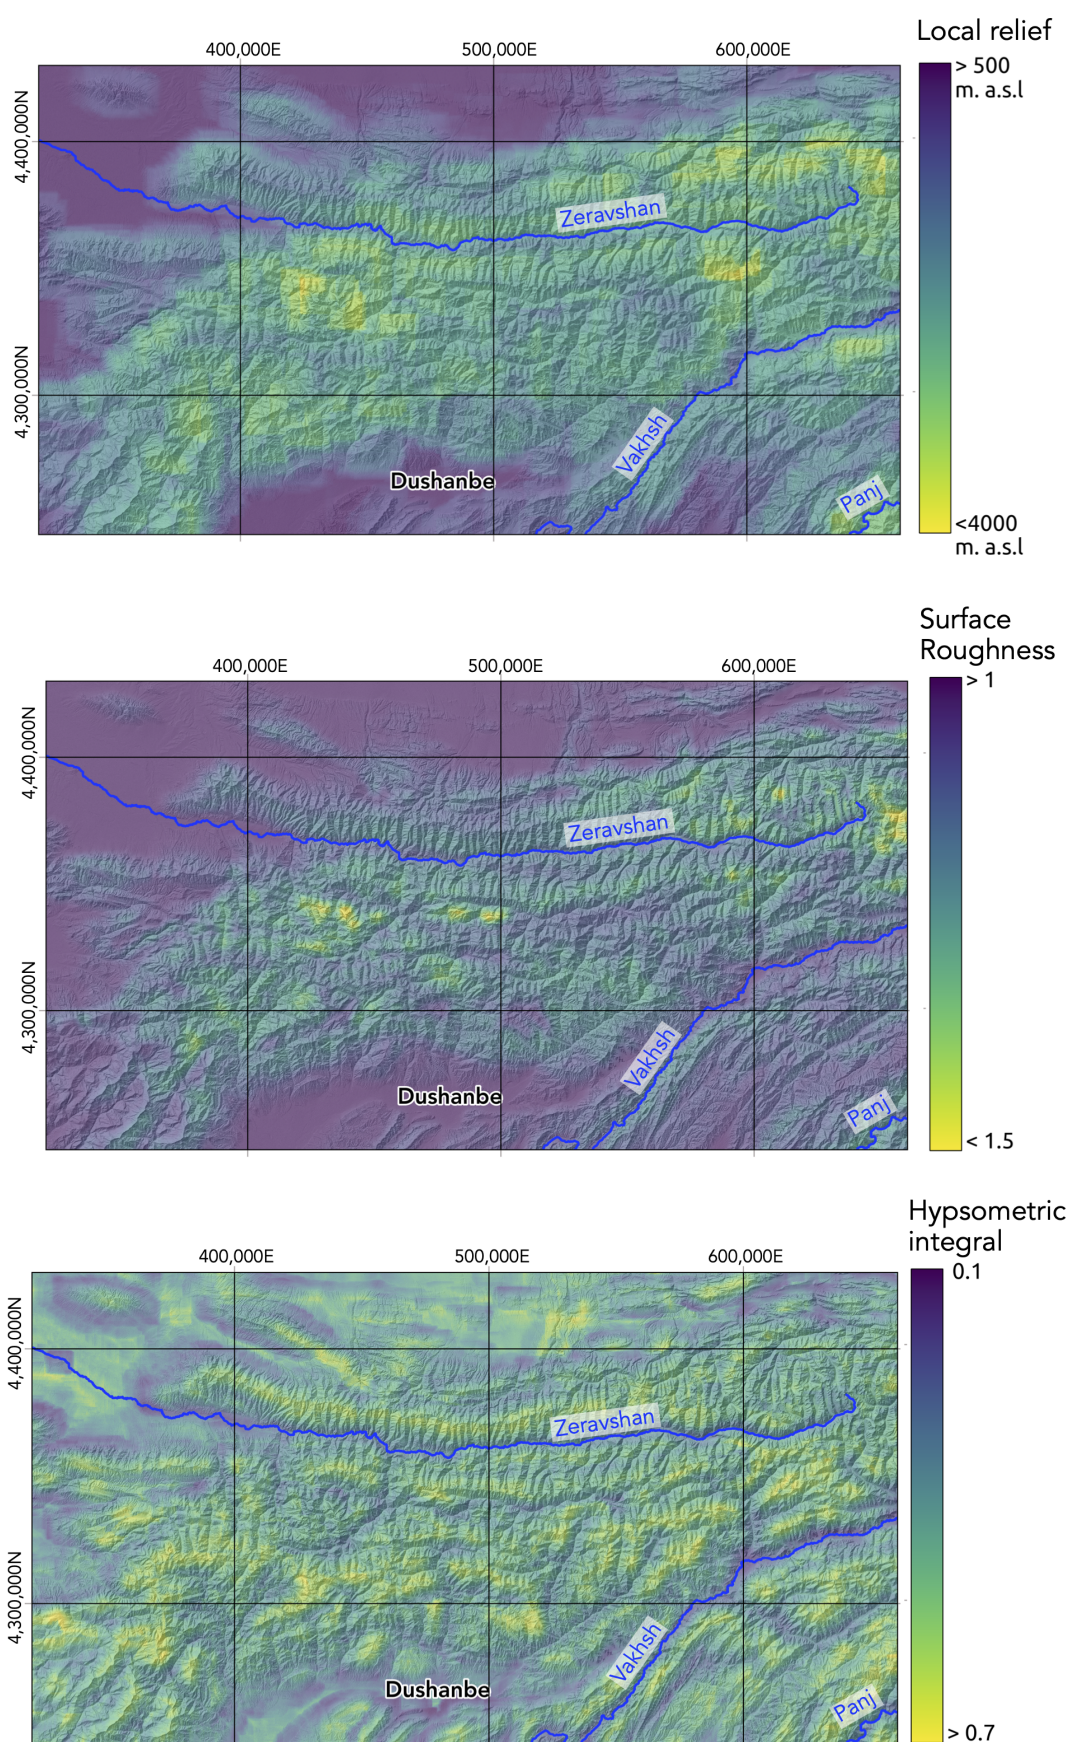 Local relief
400,000E 500,000E 600,000E
> 500
m. a.s.l
4,400,000N
Zeravshan
4,300,000N
Vakhsh
Dushanbe
Panj
<4000
m. a.s.l
Surface
Roughness
400,000E 500,000E 600,000E
> 1
4,400,000N
Zeravshan
4,300,000N
Vakhsh
Dushanbe
Panj
< 1.5
Hypsometric
integral
400,000E 500,000E 600,000E
0.1
4,400,000N
Zeravshan
4,300,000N
Vakhsh
Dushanbe
Panj
> 0.7